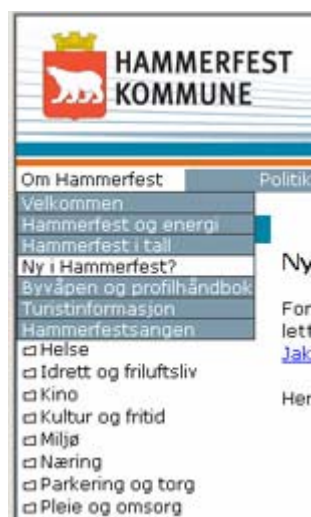 HAMMERFEST
KOMMUNE
Om Hammerfest Politik
Velkommen
Hammerfest og energi
Hammerfest i tall
Ny i Hammerfest?
Byvåpen og profilhåndbok
Turistinformasjon
Hammerfestsangen
Helse
Idrett og friluftsliv
Kino
Kultur og fritid
Miljø
Næring
Parkering og torg
Pleie og omsorg
Ny
For
lett
Jak
Her